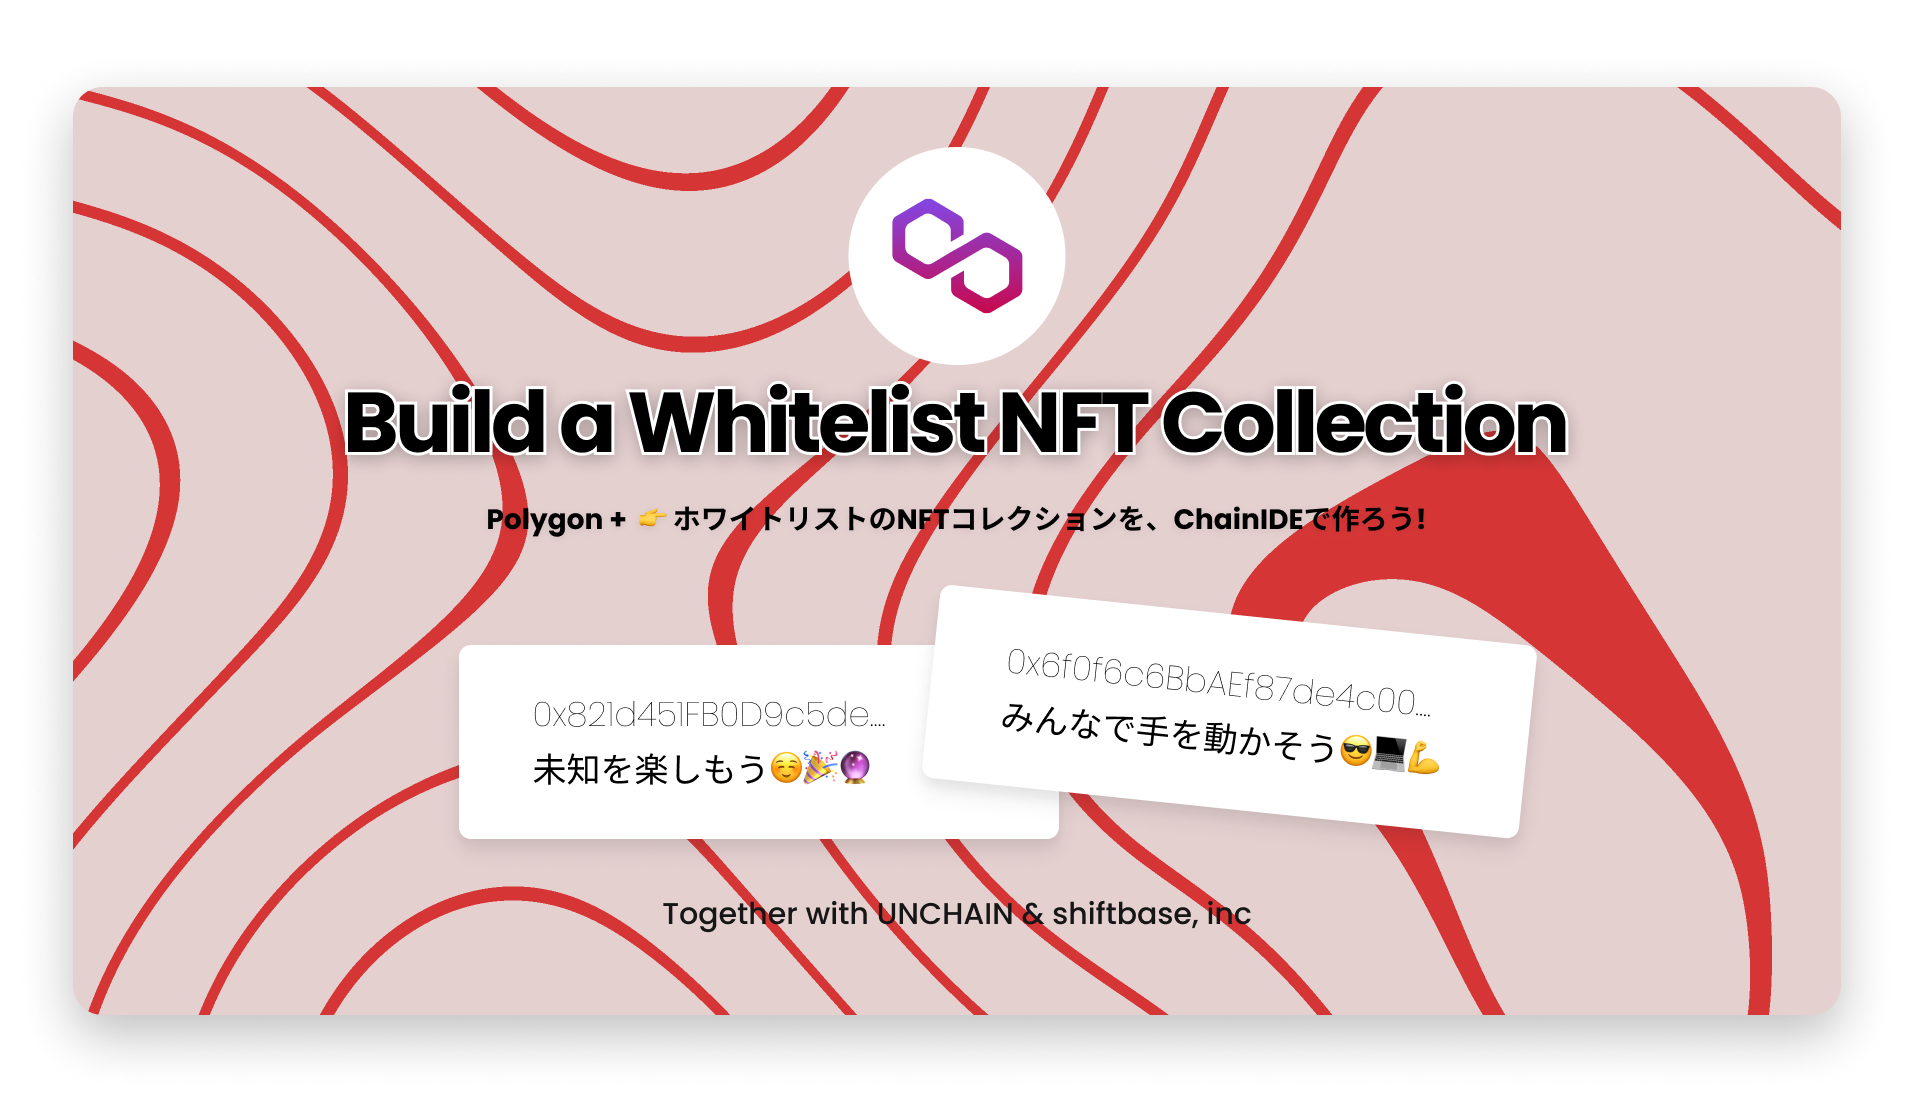 Build a Whitelist NFT Collection
Polygon + 👉 ホワイトリストのNFTコレクションを、ChainIDEで作ろう!
0x821d451FB0D9c5de....
未知を楽しもう☺️🎉🔮
0x6f0f6c6BbAEf87de4c00....
みんなで手を動かそう😎💻💪
Together with UNCHAIN & shiftbase, inc